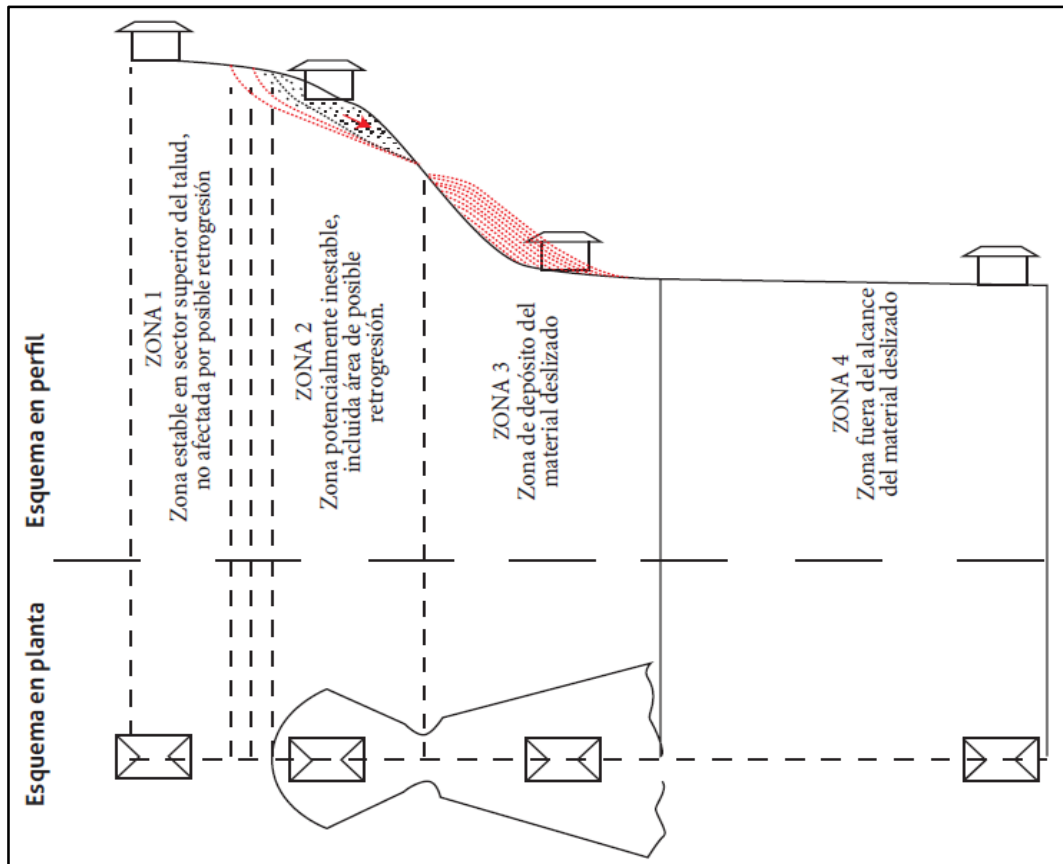 Esquema en perfil
ZONA 1
Zona estable en sector superior del talud,
no afectada por posible retrogresión
ZONA 2
Zona potencialmente inestable,
incluida área de posible
retrogresión.
ZONA 3
Zona de depósito del
material deslizado
ZONA 4
Zona fuera del alcance
del material deslizado
Esquema en planta